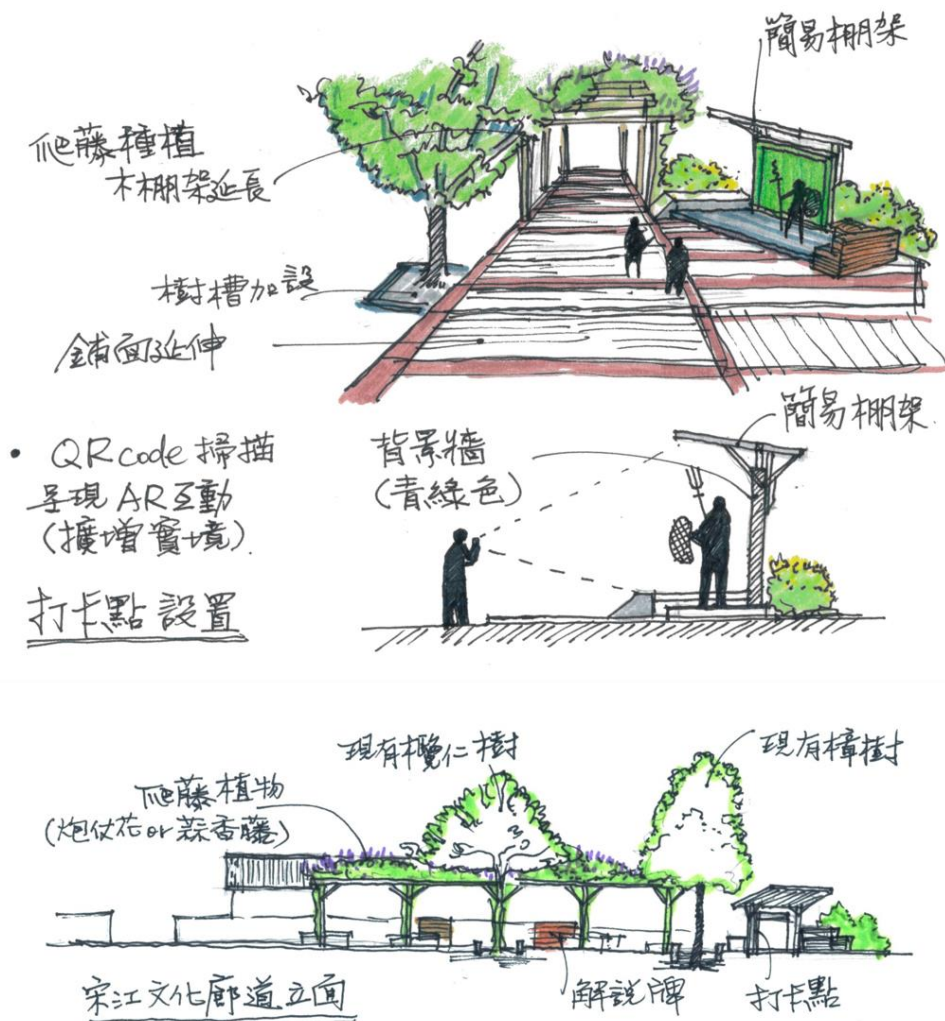 簡易棚架
爬藤種植
木棚架延長
樹槽加設
鋪面延伸
簡易棚架
• QR code 掃描
呈現 AR互動
(擴增實境)
打卡點設置
背景牆
(青綠色)
現有欖仁樹
現有樟樹
爬藤植物
(炮仗花 or 蒜香藤)
宋江文化廊道立面
解說牌
打卡點